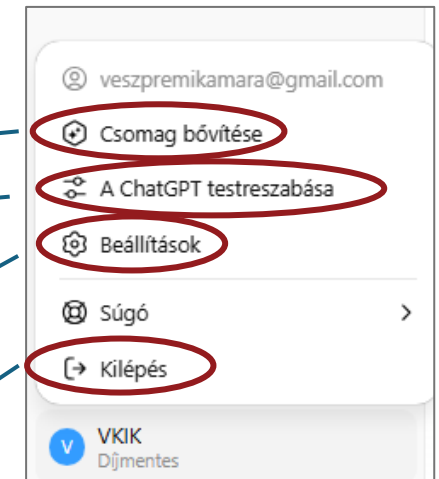 veszpremikamara@gmail.com
Csomag bővítése
A ChatGPT testreszabása
Beállítások
Súgó
Kilépés
V
VKIK
Díjmentes